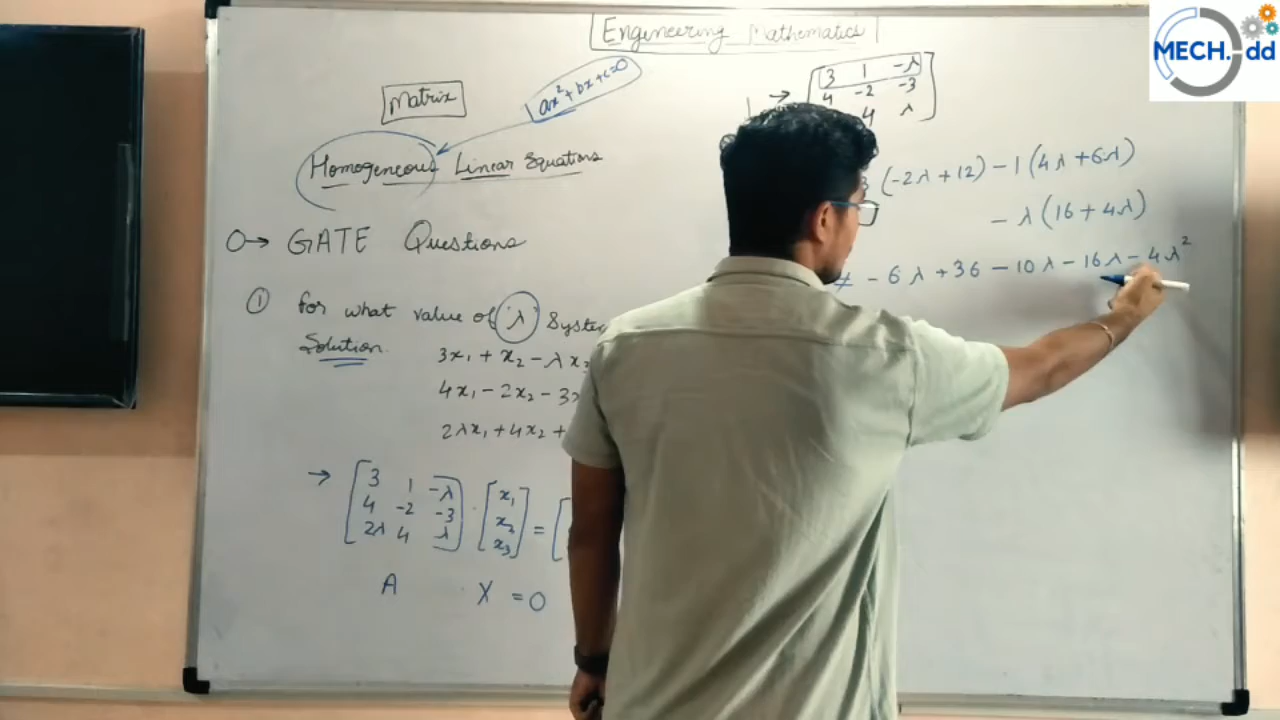 Engineering Mathematics
MECH. dd
Matrix
ax² + bx + c = 0
Homogeneous Linear Equations
O→ GATE Questions
① for what value of 'λ' Syste
Solution.
3x₁ + x₂ - λx₃
4x₁ - 2x₂ - 3x
2λx₁ + 4x₂ +
→ [ 3 1 -λ
4 -2 -3
2λ 4 λ ] · [ x₁
x₂
x₃ ] = [
A X = 0
→ [ 3 1 -λ
4 -2 -3
4 λ ]
3 (-2λ + 12) - 1 (4λ + 6λ)
- λ (16 + 4λ)
≠ - 6λ + 36 - 10λ - 16λ - 4λ²